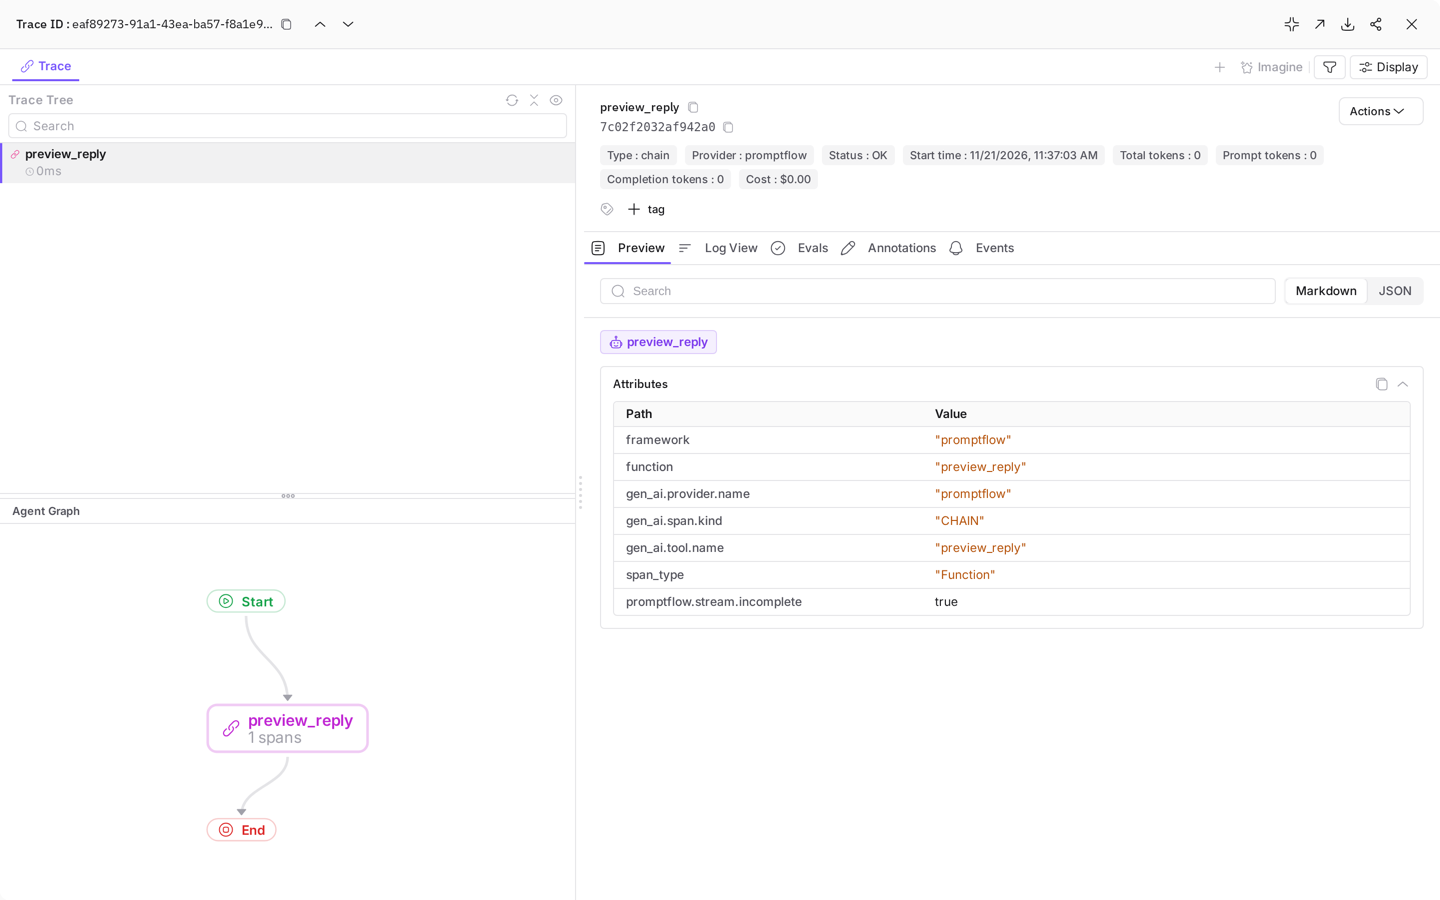 Trace ID : eaf89273-91a1-43ea-ba57-f8a1e9...
Trace
Imagine
Display
Trace Tree
Search
preview_reply
0ms
Agent Graph
Start
preview_reply
1 spans
End
preview_reply
7c02f2032af942a0
Actions
Type : chain
Provider : promptflow
Status : OK
Start time : 11/21/2026, 11:37:03 AM
Total tokens : 0
Prompt tokens : 0
Completion tokens : 0
Cost : $0.00
tag
Preview
Log View
Evals
Annotations
Events
Search
Markdown
JSON
preview_reply
Attributes
Path Value
framework "promptflow"
function "preview_reply"
gen_ai.provider.name "promptflow"
gen_ai.span.kind "CHAIN"
gen_ai.tool.name "preview_reply"
span_type "Function"
promptflow.stream.incomplete true